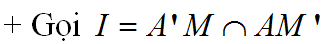 + Gọi I = A'M ∩ AM'